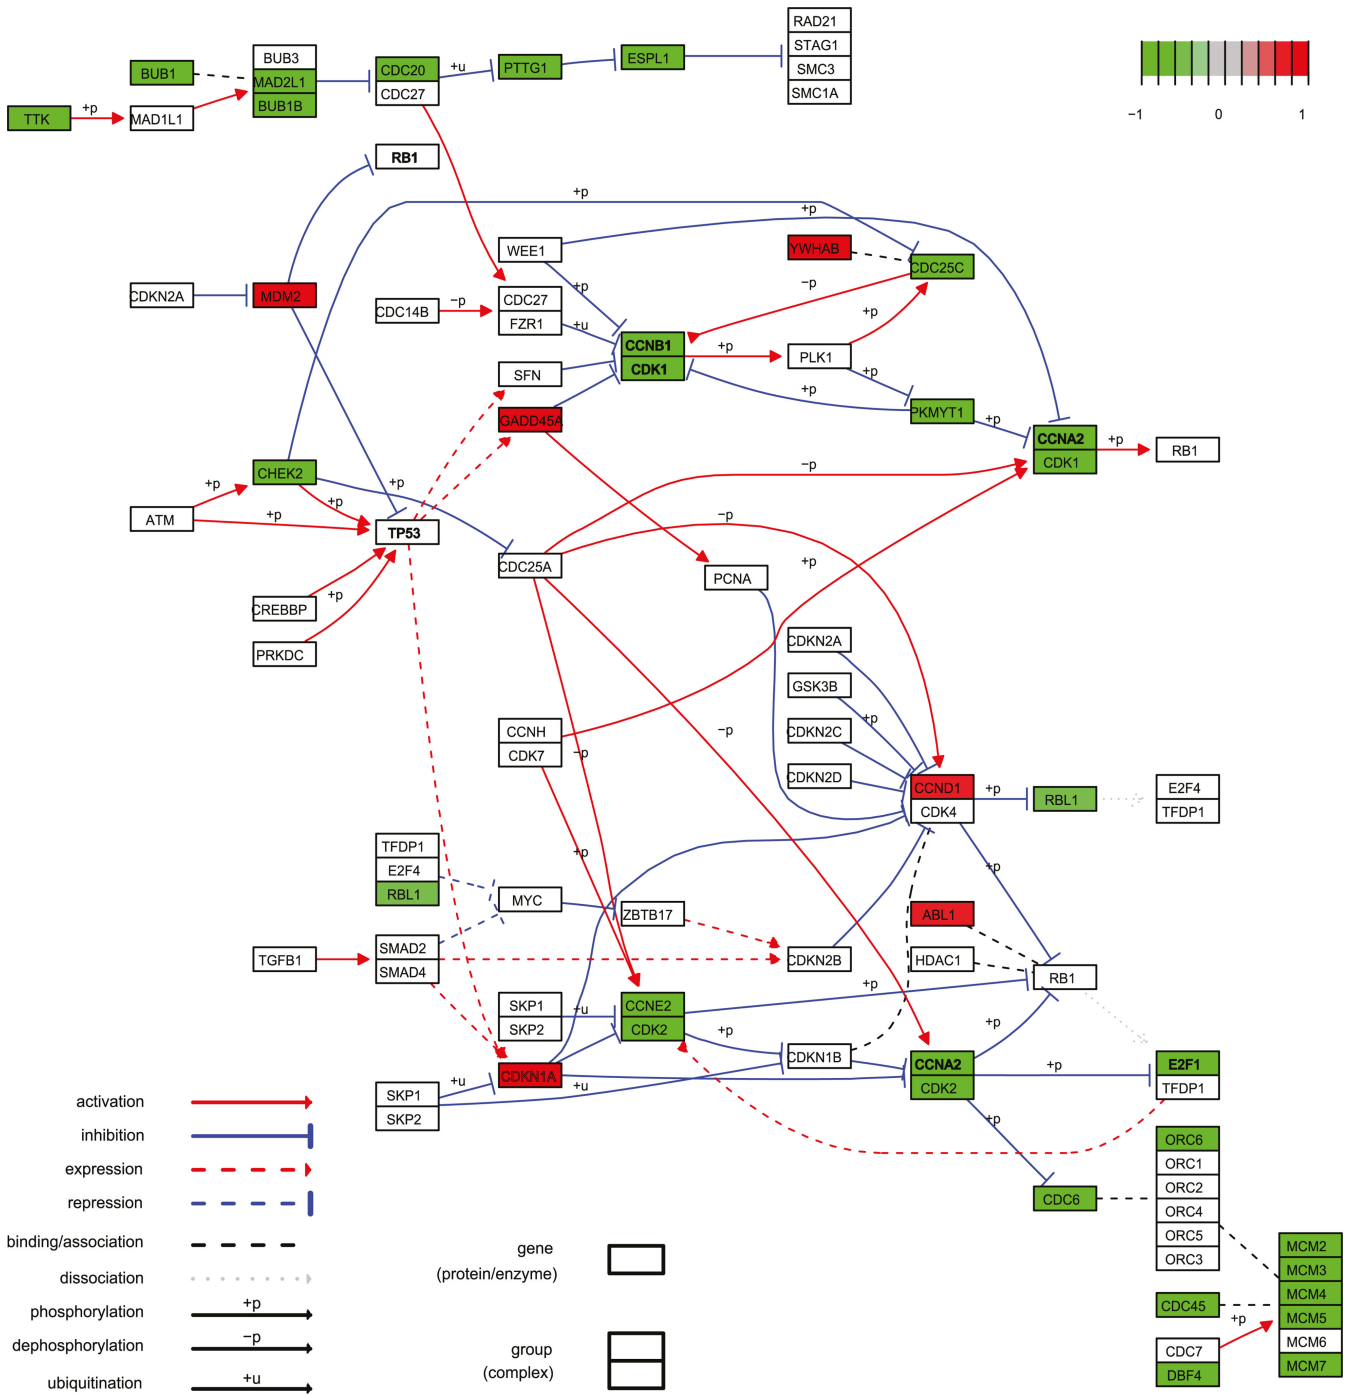 RAD21
STAG1
SMC3
SMC1A
BUB1
BUB3
MAD2L1
BUB1B
CDC20
CDC27
+u
PTTG1
ESPL1
TTK
+p
MAD1L1
−1
0
1
RB1
+p
+p
WEE1
YWHAB
CDC25C
CDKN2A
MDM2
CDC14B
−p
CDC27
FZR1
+p
+u
−p
+p
CCNB1
CDK1
+p
PLK1
SFN
+p
+p
GADD45A
PKMYT1
+p
CCNA2
CDK1
+p
RB1
CHEK2
+p
+p
+p
−p
ATM
+p
TP53
−p
CDC25A
+p
PCNA
CREBBP
+p
PRKDC
CDKN2A
GSK3B
+p
CDKN2C
CDKN2D
CCNH
CDK7
−p
−p
CCND1
CDK4
+p
RBL1
E2F4
TFDP1
TFDP1
E2F4
RBL1
+p
+p
MYC
ZBTB17
ABL1
TGFB1
SMAD2
SMAD4
CDKN2B
HDAC1
RB1
+p
SKP1
SKP2
+u
CCNE2
CDK2
+p
+p
CDKN1B
CDKN1A
+u
+u
SKP1
SKP2
CCNA2
CDK2
+p
E2F1
TFDP1
+p
ORC6
ORC1
ORC2
ORC4
ORC5
ORC3
CDC6
MCM2
MCM3
MCM4
MCM5
MCM6
MCM7
CDC45
+p
CDC7
DBF4
activation
inhibition
expression
repression
binding/association
dissociation
phosphorylation
+p
dephosphorylation
−p
ubiquitination
+u
gene
(protein/enzyme)
group
(complex)